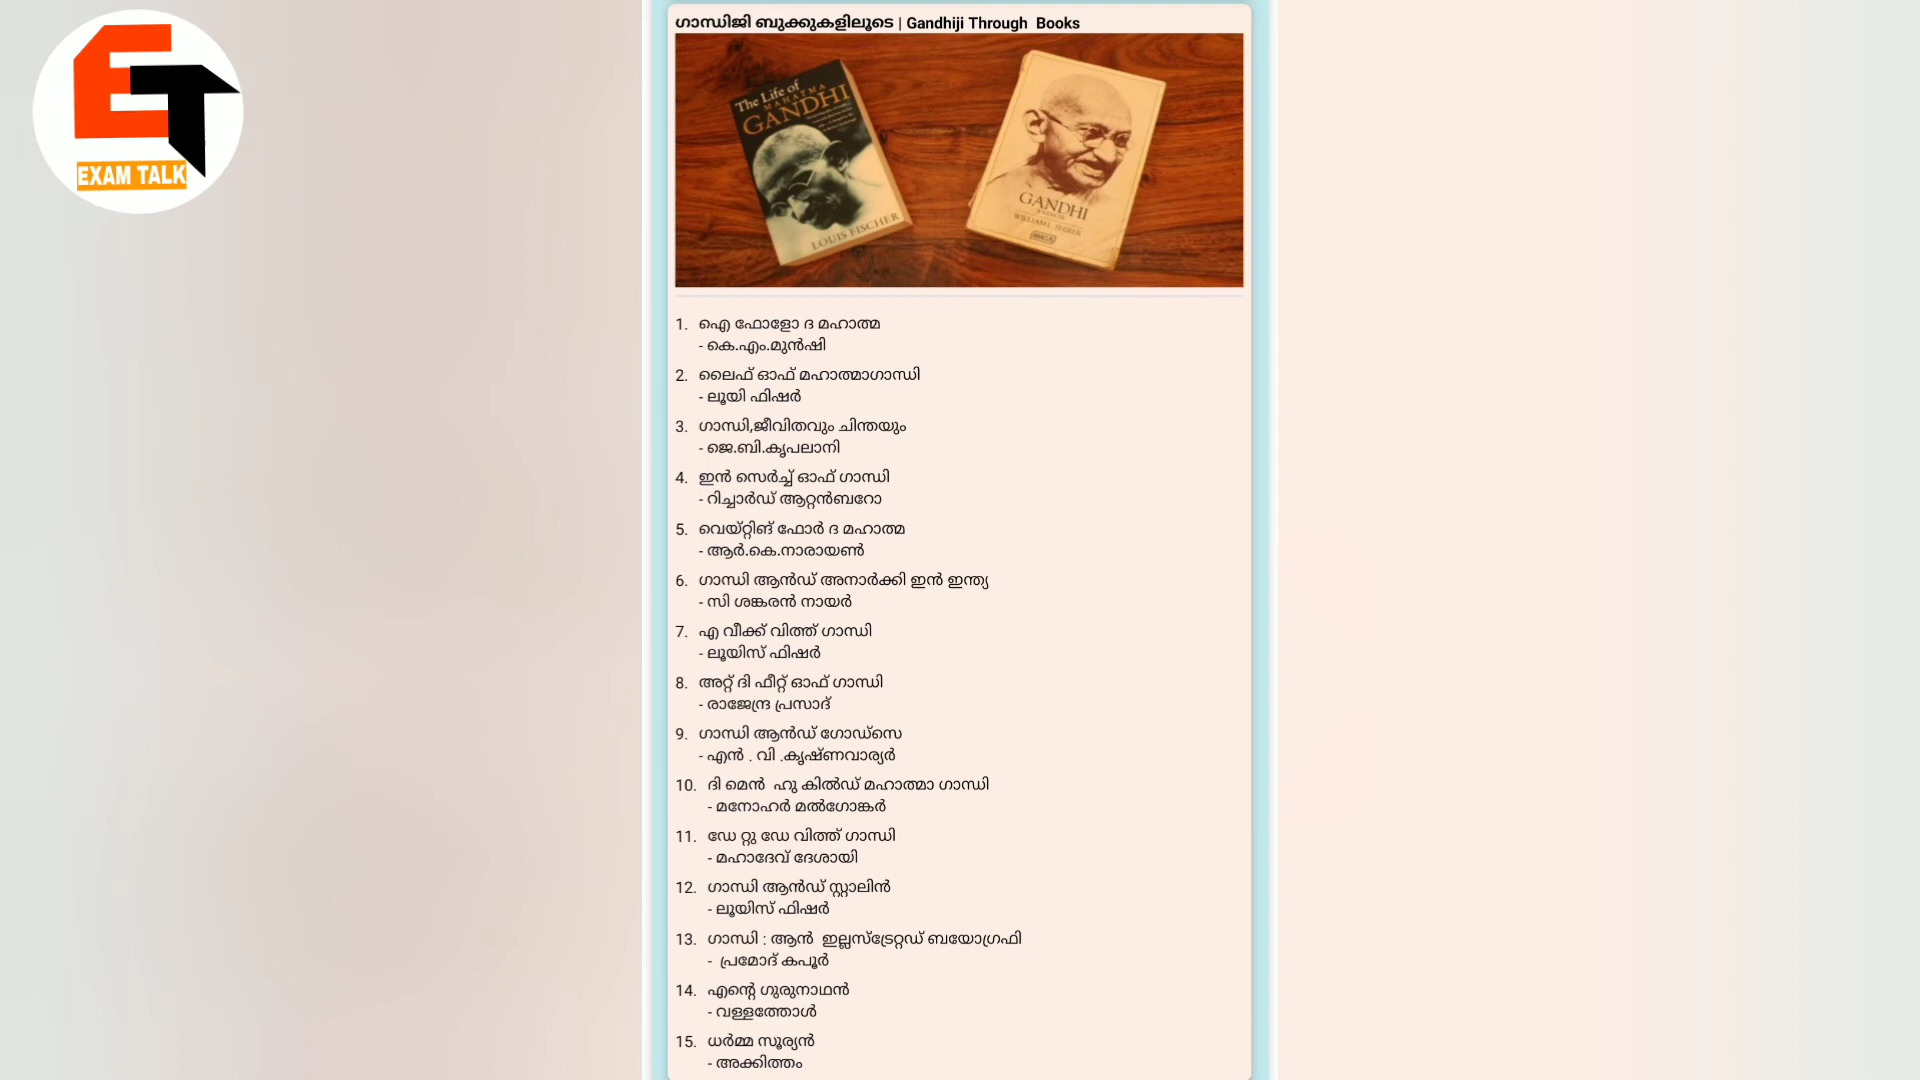 EXAM TALK
ഗാന്ധിജി ബുക്കുകളിലൂടെ | Gandhiji Through Books
The Life of
MAHATMA
GANDHI
LOUIS FISCHER
GANDHI
WILLIAM L. SHIRER
1. ഐ ഫോളോ ദ മഹാത്മ
- കെ.എം.മുൻഷി
2. ലൈഫ് ഓഫ് മഹാത്മാഗാന്ധി
- ലൂയി ഫിഷർ
3. ഗാന്ധി,ജീവിതവും ചിന്തയും
- ജെ.ബി.കൃപലാനി
4. ഇൻ സെർച്ച് ഓഫ് ഗാന്ധി
- റിച്ചാർഡ് ആറ്റൻബറോ
5. വെയ്റ്റിങ് ഫോർ ദ മഹാത്മ
- ആർ.കെ.നാരായൺ
6. ഗാന്ധി ആൻഡ് അനാർക്കി ഇൻ ഇന്ത്യ
- സി ശങ്കരൻ നായർ
7. എ വീക്ക് വിത്ത് ഗാന്ധി
- ലൂയിസ് ഫിഷർ
8. അറ്റ് ദി ഫീറ്റ് ഓഫ് ഗാന്ധി
- രാജേന്ദ്ര പ്രസാദ്
9. ഗാന്ധി ആൻഡ് ഗോഡ്സെ
- എൻ . വി .കൃഷ്ണവാര്യർ
10. ദി മെൻ ഹു കിൽഡ് മഹാത്മാ ഗാന്ധി
- മനോഹർ മൽഗോങ്കർ
11. ഡേ റ്റു ഡേ വിത്ത് ഗാന്ധി
- മഹാദേവ് ദേശായി
12. ഗാന്ധി ആൻഡ് സ്റ്റാലിൻ
- ലൂയിസ് ഫിഷർ
13. ഗാന്ധി : ആൻ ഇല്ലസ്ട്രേറ്റഡ് ബയോഗ്രഫി
- പ്രമോദ് കപൂർ
14. എന്റെ ഗുരുനാഥൻ
- വള്ളത്തോൾ
15. ധർമ്മ സൂര്യൻ
- അക്കിത്തം